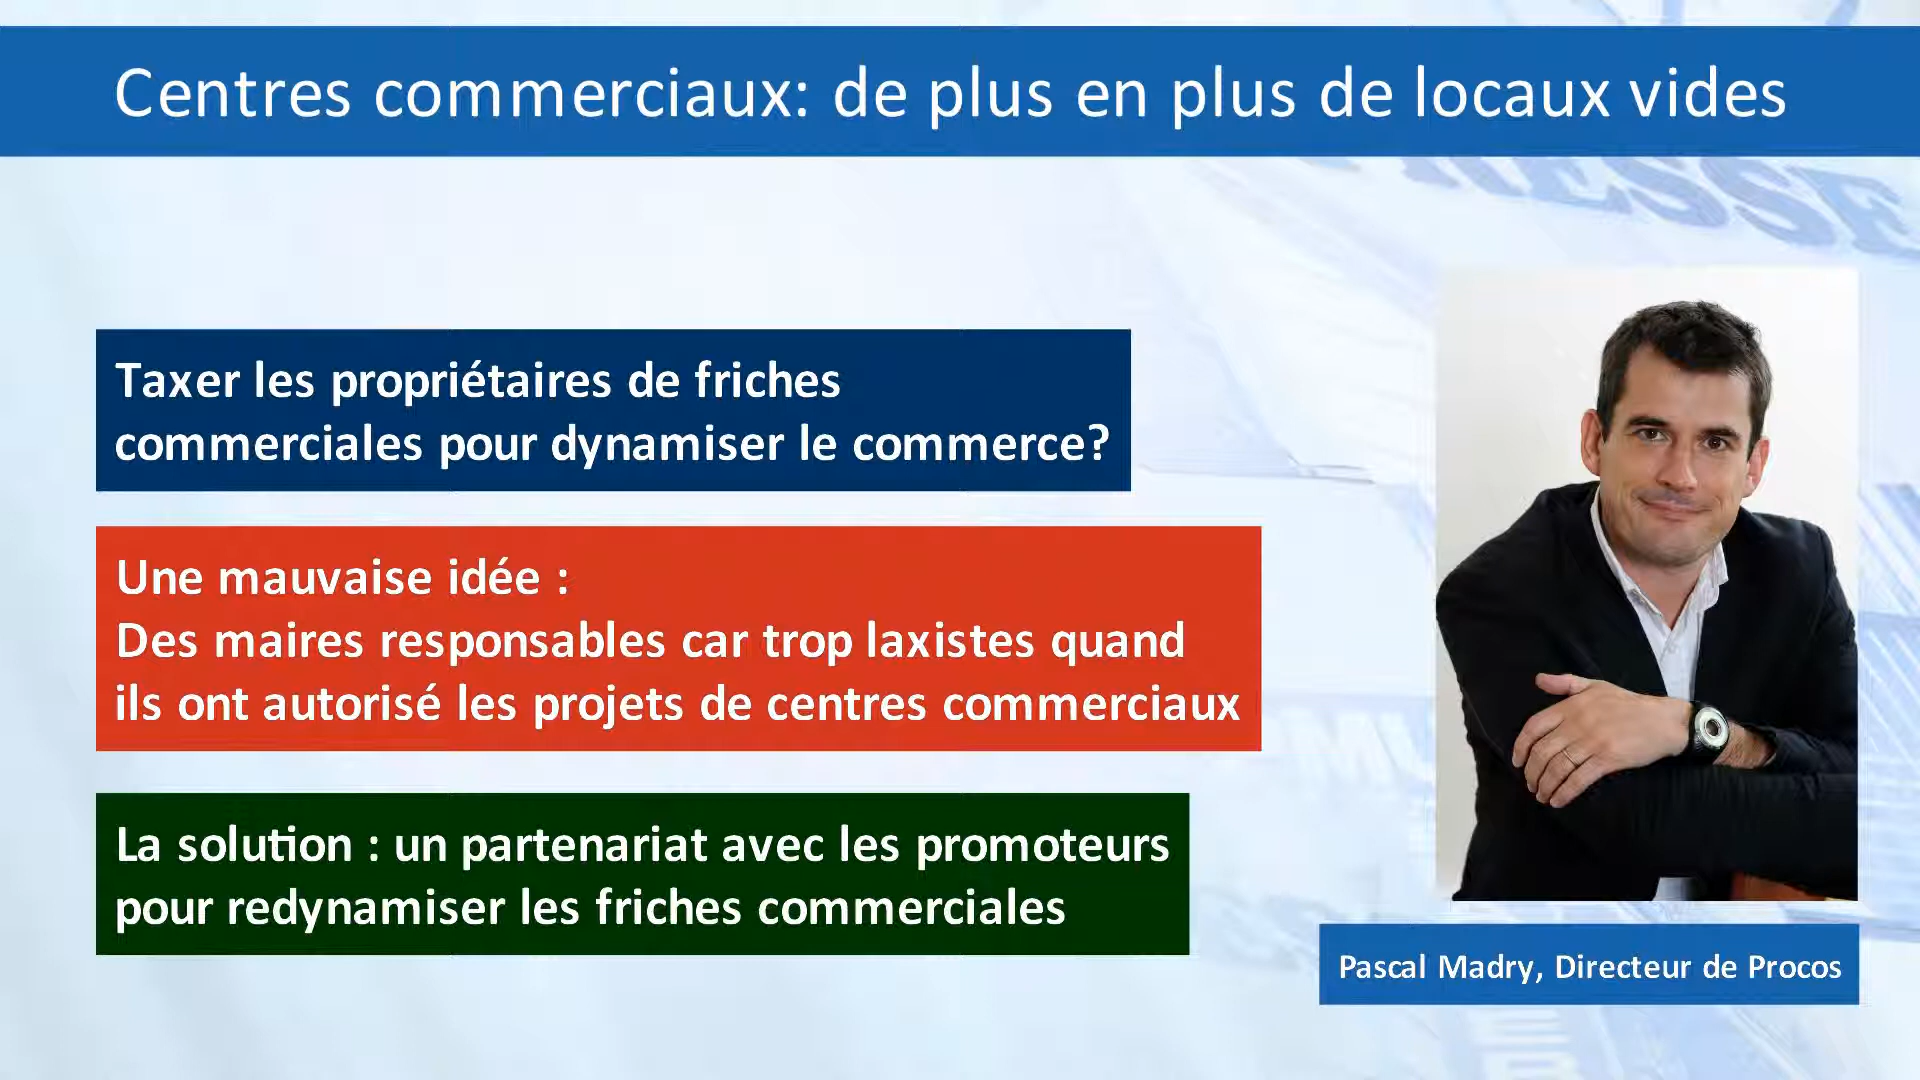 Centres commerciaux: de plus en plus de locaux vides
PRESSE
Taxer les propriétaires de friches
commerciales pour dynamiser le commerce?
Une mauvaise idée :
Des maires responsables car trop laxistes quand
ils ont autorisé les projets de centres commerciaux
La solution : un partenariat avec les promoteurs
pour redynamiser les friches commerciales
Pascal Madry, Directeur de Procos